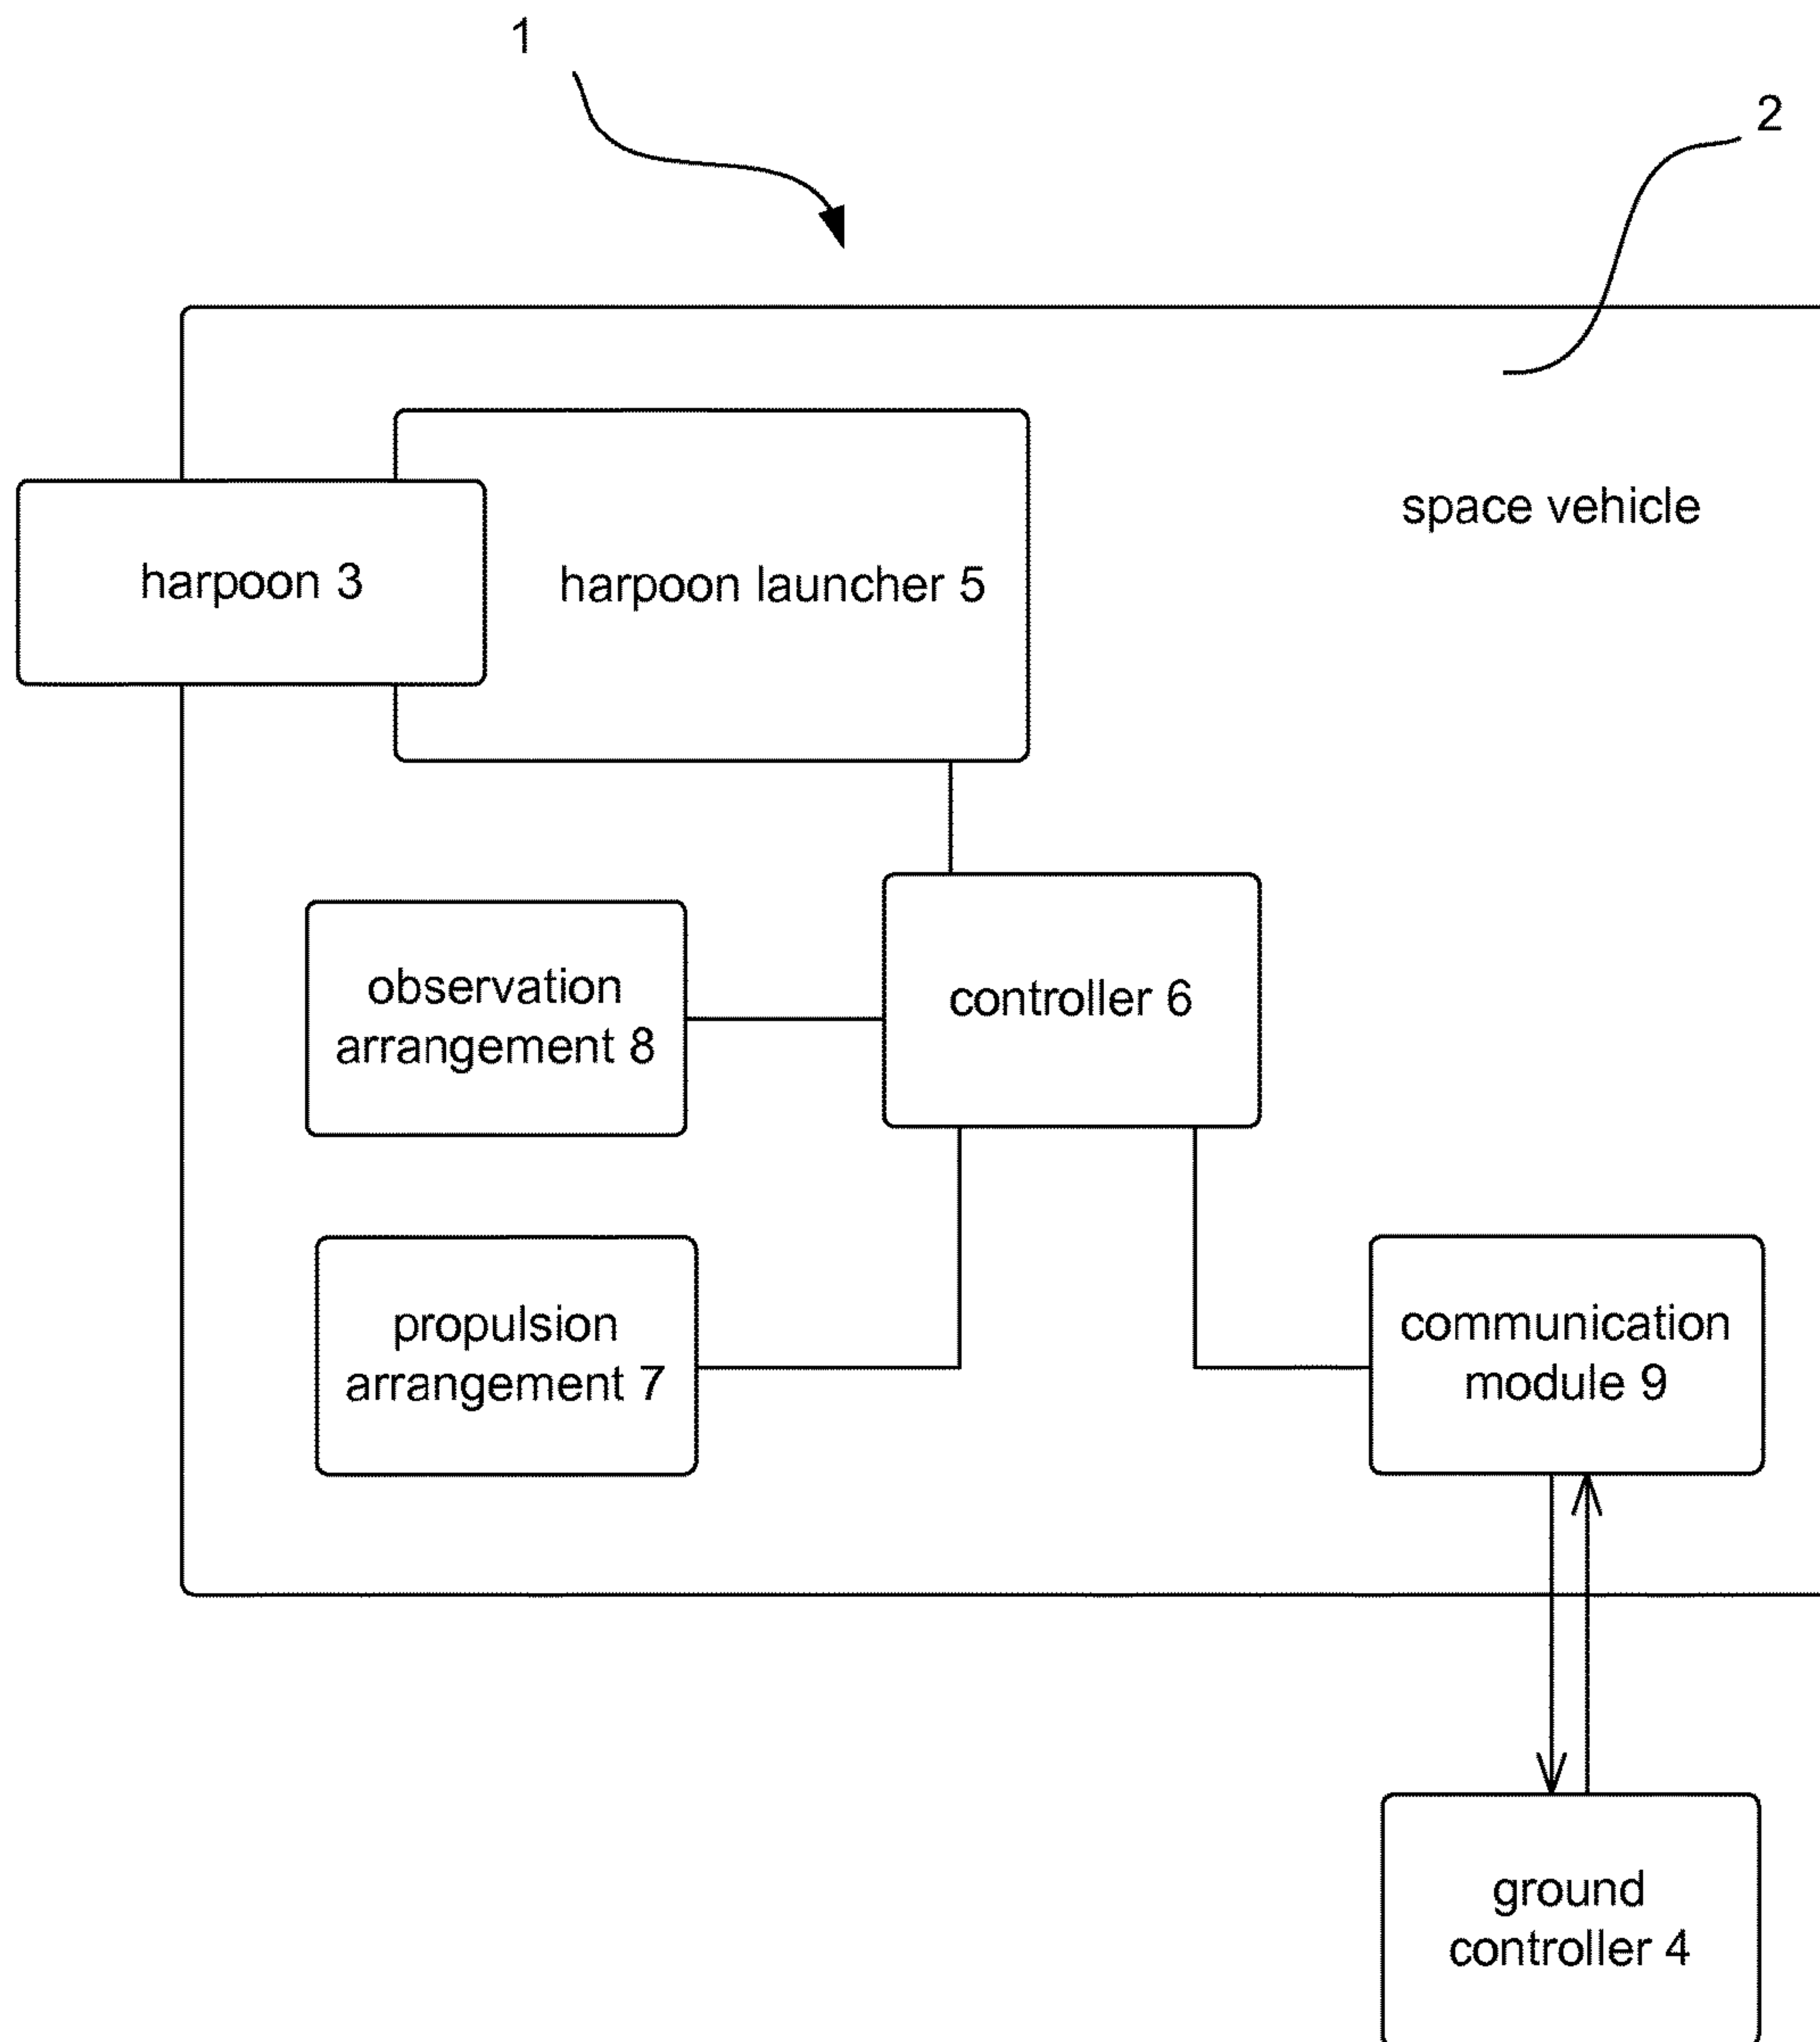 1
2
space vehicle
harpoon 3
harpoon launcher 5
observation
arrangement 8
controller 6
propulsion
arrangement 7
communication
module 9
ground
controller 4